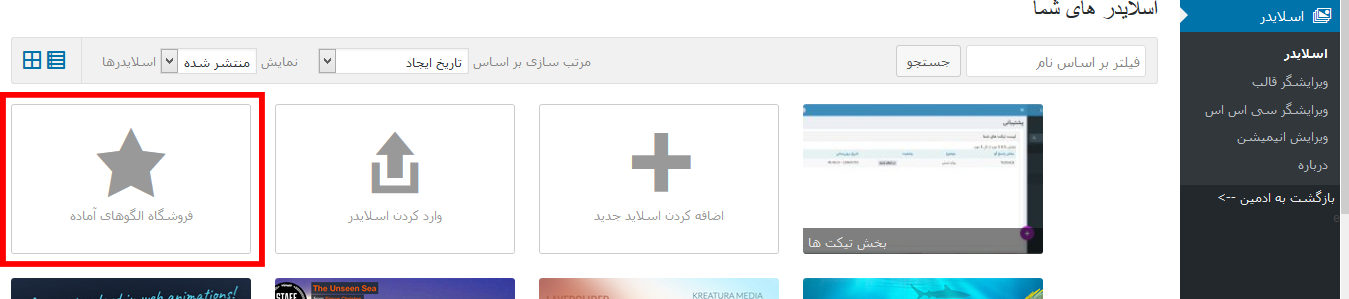 اسلایدر های شما
فیلتر بر اساس نام
جستجو
مرتب سازی بر اساس
تاریخ ایجاد
نمایش
منتشر شده
اسلایدرها
بخش تیکت ها
اضافه کردن اسلاید جدید
وارد کردن اسلایدر
فروشگاه الگوهای آماده
The Unseen Sea
KREATURA MEDIA
web animations!
اسلایدر
اسلایدر
ویرایشگر قالب
ویرایشگر سی اس اس
ویرایش انیمیشن
درباره
بازگشت به ادمین -->
e